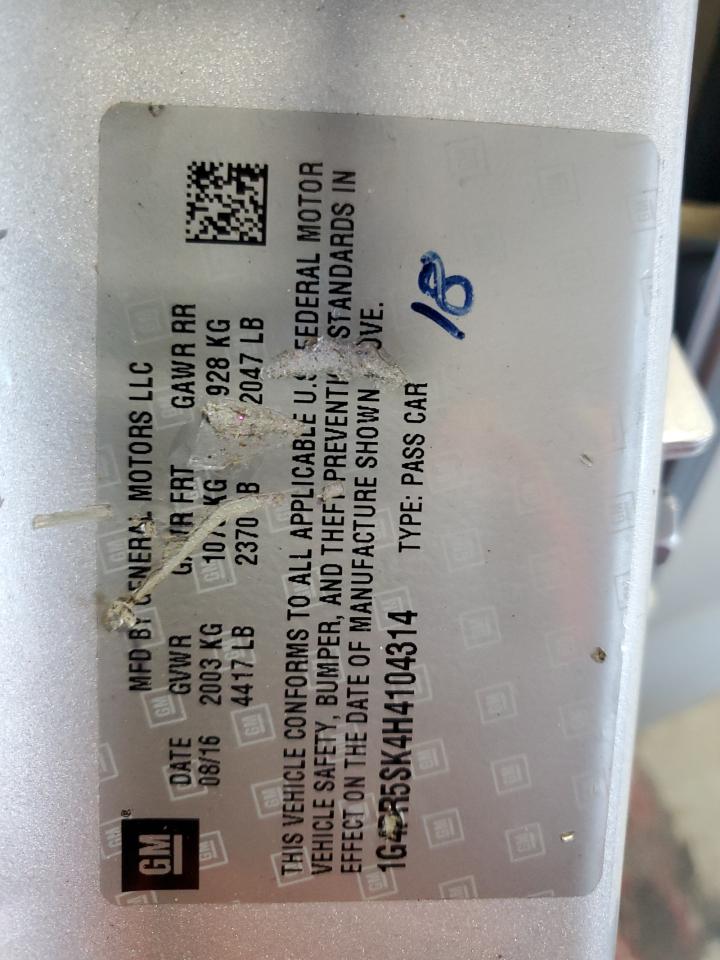 GM
®
MFD BY GENERAL MOTORS LLC
DATE GVWR GAWR FRT GAWR RR
08/16 2003 KG KG 928 KG
4417 LB 2370 LB 2047 LB
THIS VEHICLE CONFORMS TO ALL APPLICABLE U.S. FEDERAL MOTOR
VEHICLE SAFETY, BUMPER, AND THEFT PREVENTION STANDARDS IN
EFFECT ON THE DATE OF MANUFACTURE SHOWN ABOVE.
1G4PR5SK4H4104314 TYPE: PASS CAR
18